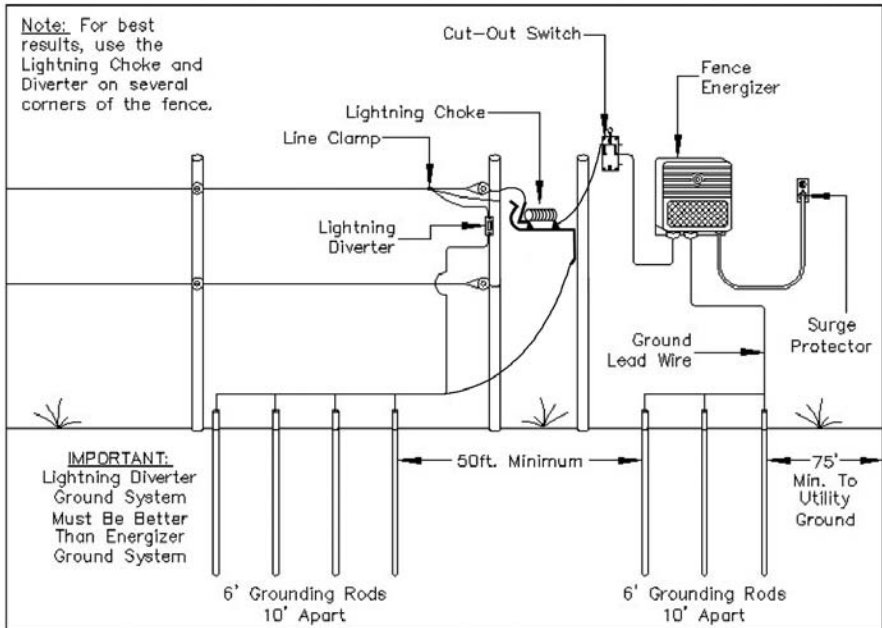 Note: For best
results, use the
Lightning Choke and
Diverter on several
corners of the fence.
Cut-Out Switch
Fence
Energizer
Lightning Choke
Line Clamp
Lightning
Diverter
Surge
Protector
Ground
Lead Wire
IMPORTANT:
Lightning Diverter
Ground System
Must Be Better
Than Energizer
Ground System
50ft. Minimum
75'
Min. To
Utility
Ground
6' Grounding Rods
10' Apart
6' Grounding Rods
10' Apart